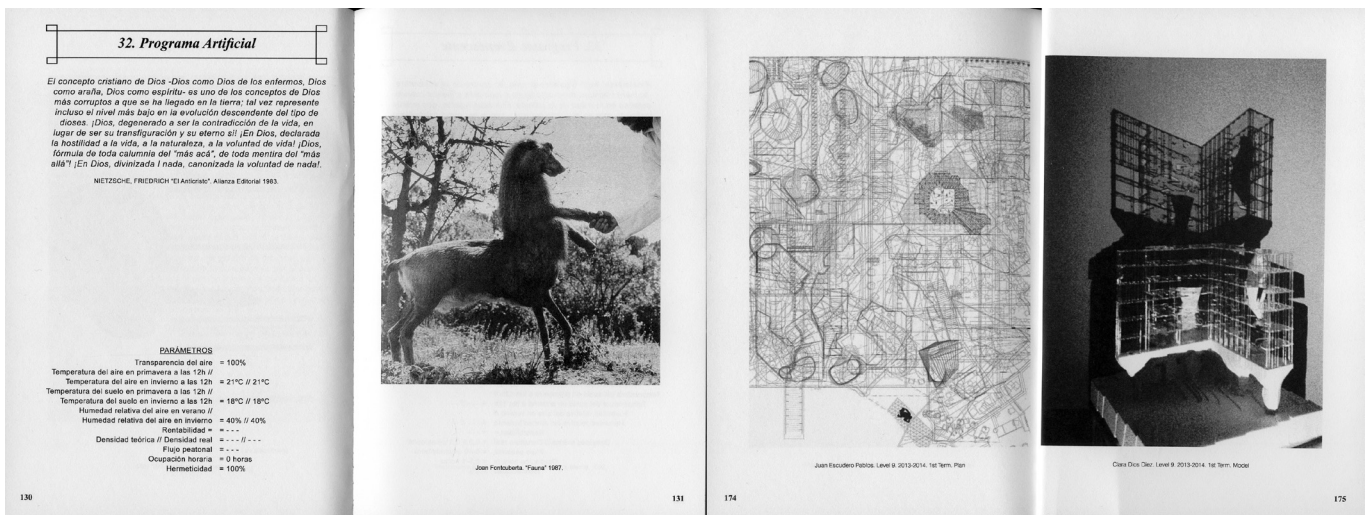 32. Programa Artificial
El concepto cristiano de Dios -Dios como Dios de los enfermos, Dios
como araña, Dios como espíritu- es uno de los conceptos de Dios
más corruptos a que se ha llegado en la tierra; tal vez represente
incluso el nivel más bajo en la evolución descendente del tipo de
dioses. ¡Dios, degenerado a ser la contradicción de la vida, en
lugar de ser su transfiguración y su eterno sí! ¡En Dios, declarada
la hostilidad a la vida, a la naturaleza, a la voluntad de vida! ¡Dios,
fórmula de toda calumnia del "más acá", de toda mentira del "más
allá"! ¡En Dios, divinizada l nada, canonizada la voluntad de nada!.
NIETZSCHE, FRIEDRICH "El Anticristo". Alianza Editorial 1983.
PARÁMETROS
Transparencia del aire = 100%
Temperatura del aire en primavera a las 12h //
Temperatura del aire en invierno a las 12h = 21ºC // 21ºC
Temperatura del suelo en primavera a las 12h //
Temperatura del suelo en invierno a las 12h = 18ºC // 18ºC
Humedad relativa del aire en verano //
Humedad relativa del aire en invierno = 40% // 40%
Rentabilidad = = - - -
Densidad teórica // Densidad real = - - - // - - -
Flujo peatonal = - - -
Ocupación horaria = 0 horas
Hermeticidad = 100%
130
Joan Fontcuberta. "Fauna" 1987.
131
Juan Escudero Pablos. Level 9. 2013-2014. 1st Term. Plan
174
Clara Dios Díez. Level 9. 2013-2014. 1st Term. Model
175